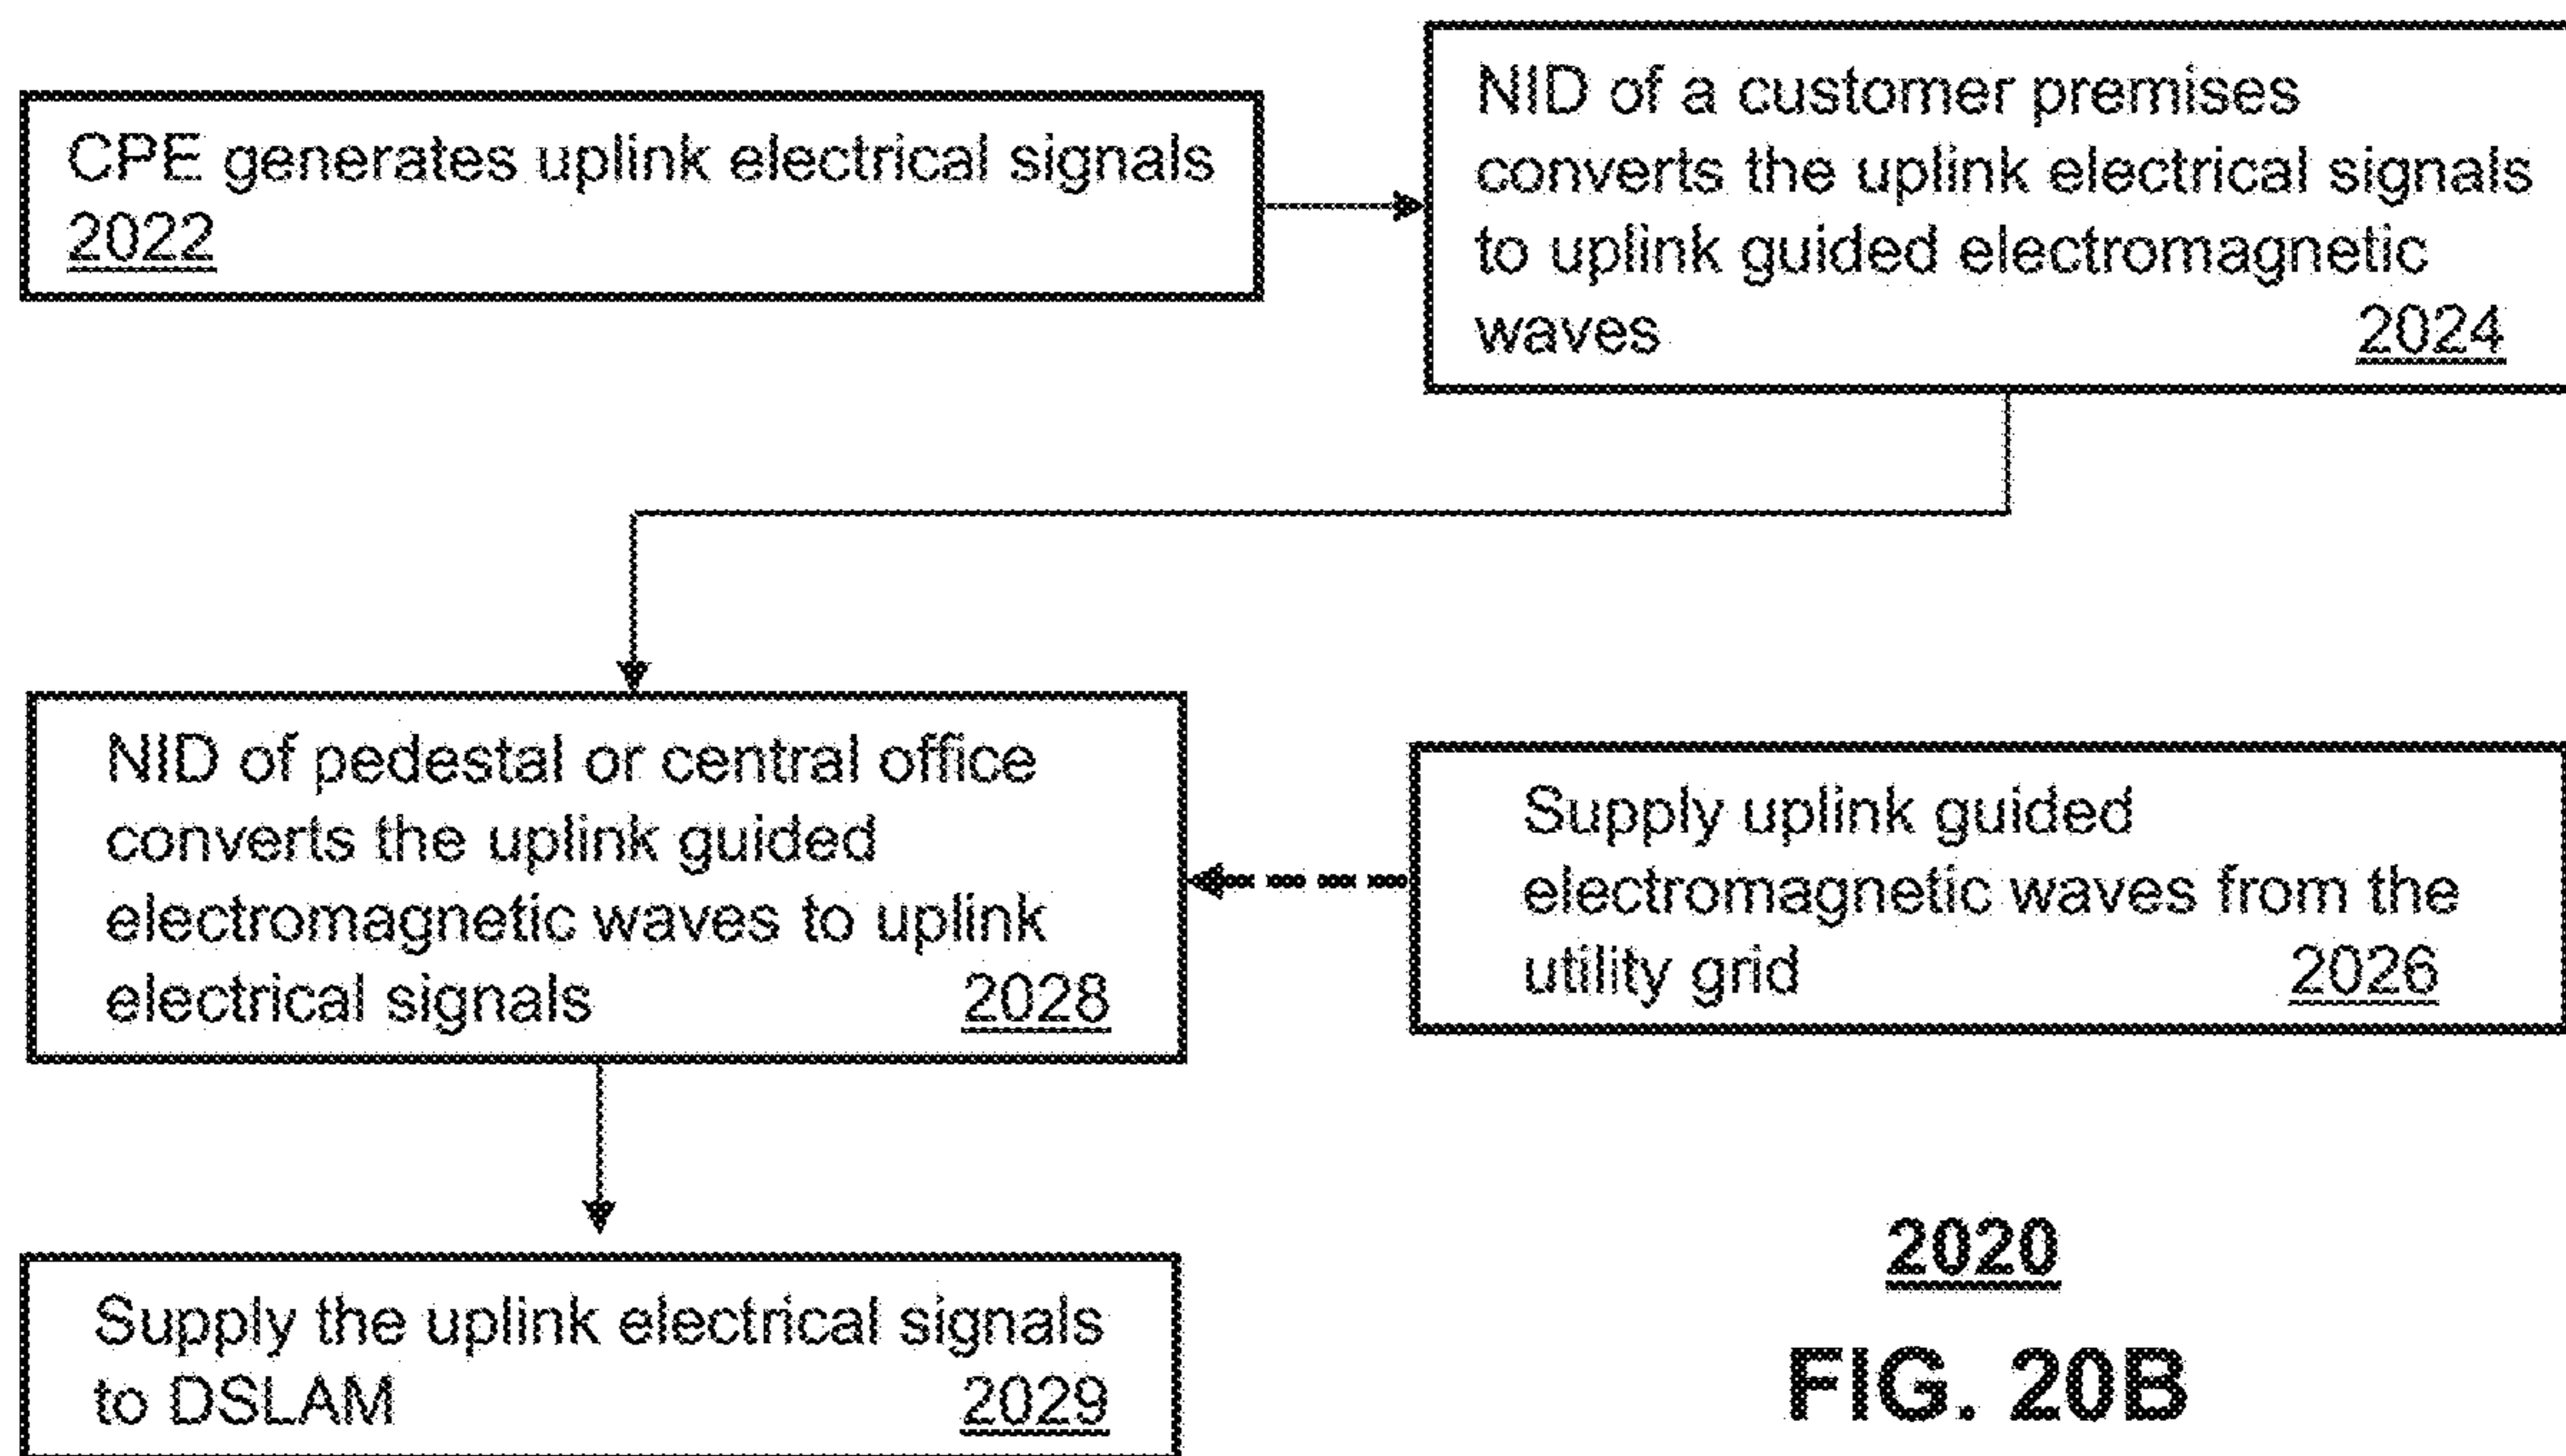 CPE generates uplink electrical signals
2022
NID of a customer premises
converts the uplink electrical signals
to uplink guided electromagnetic
waves 2024
NID of pedestal or central office
converts the uplink guided
electromagnetic waves to uplink
electrical signals 2028
Supply uplink guided
electromagnetic waves from the
utility grid 2026
Supply the uplink electrical signals
to DSLAM 2029
2020
FIG. 20B